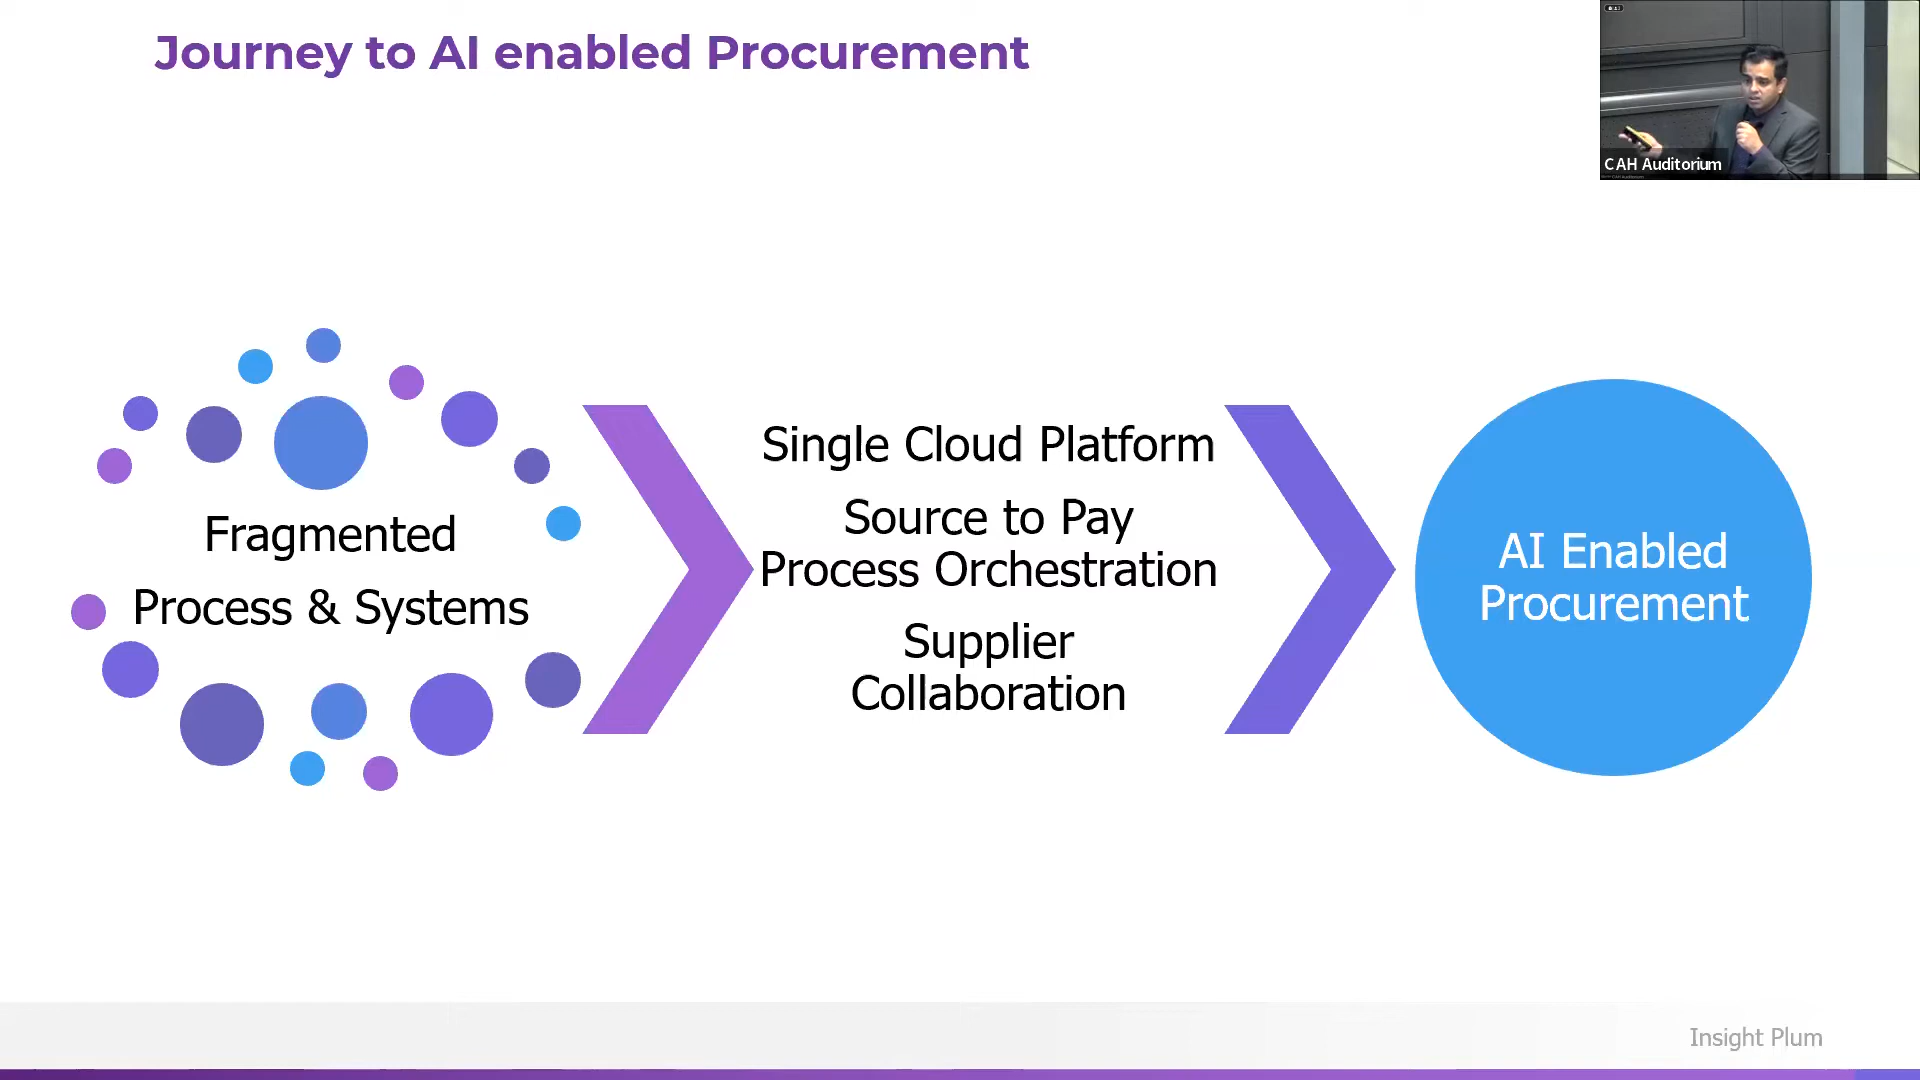 Journey to AI enabled Procurement
CAH Auditorium
Fragmented
Process & Systems
Single Cloud Platform
Source to Pay
Process Orchestration
Supplier
Collaboration
AI Enabled
Procurement
Insight Plum